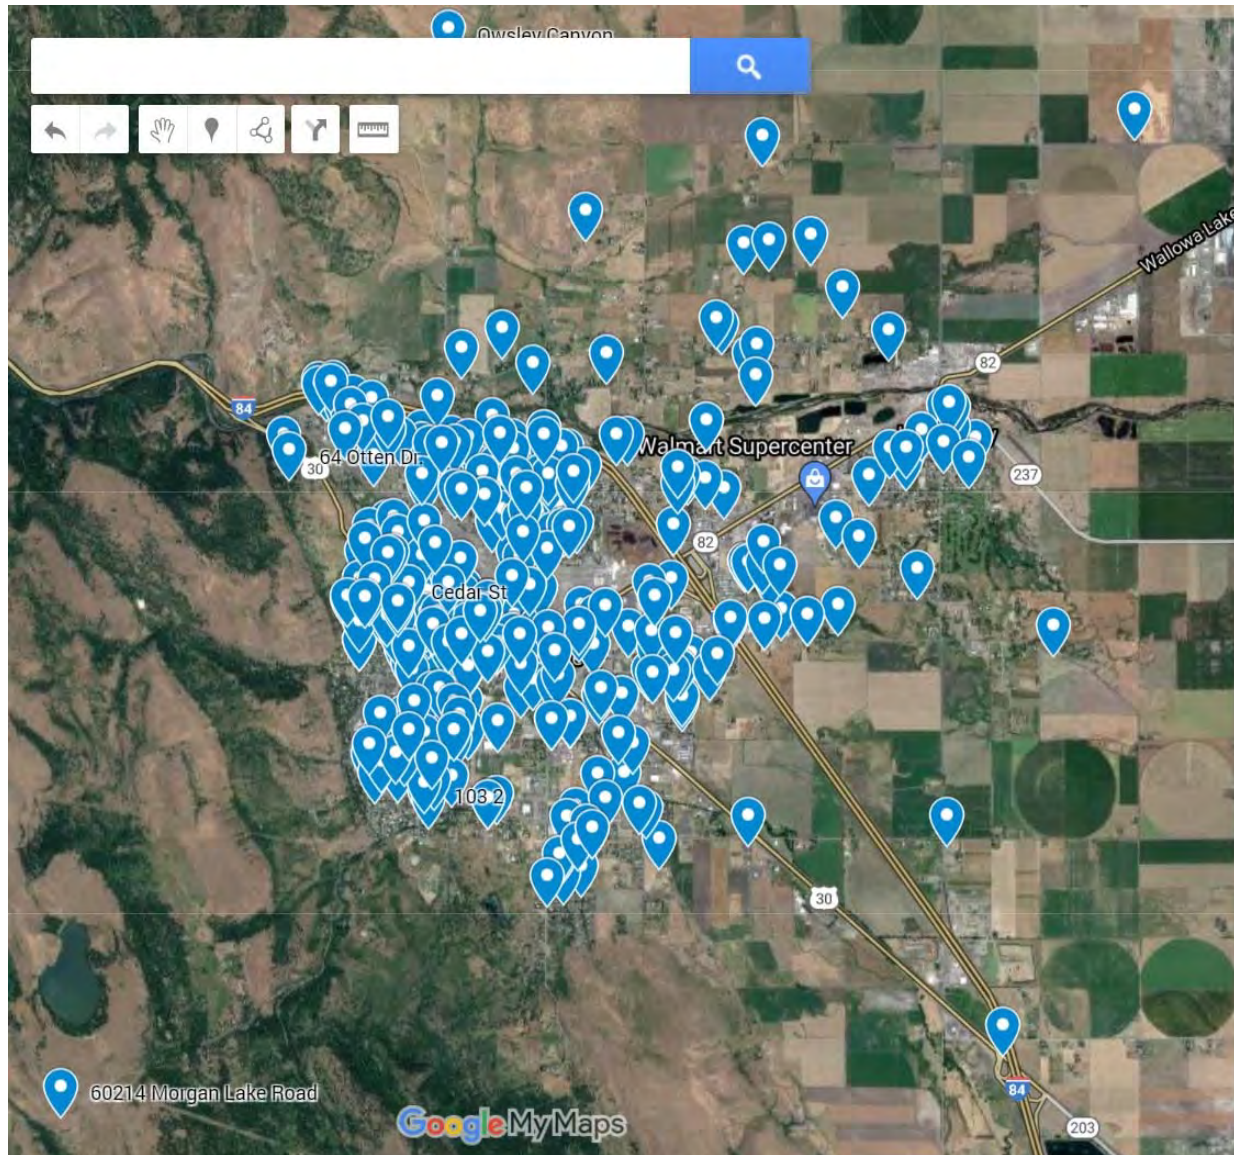 Owsley Canyon
Wallowa Lake
82
84
Walmart Supercenter
64 Otten Dr.
30
237
82
Cedar St
103 2
30
60214 Morgan Lake Road
84
Google My Maps
203